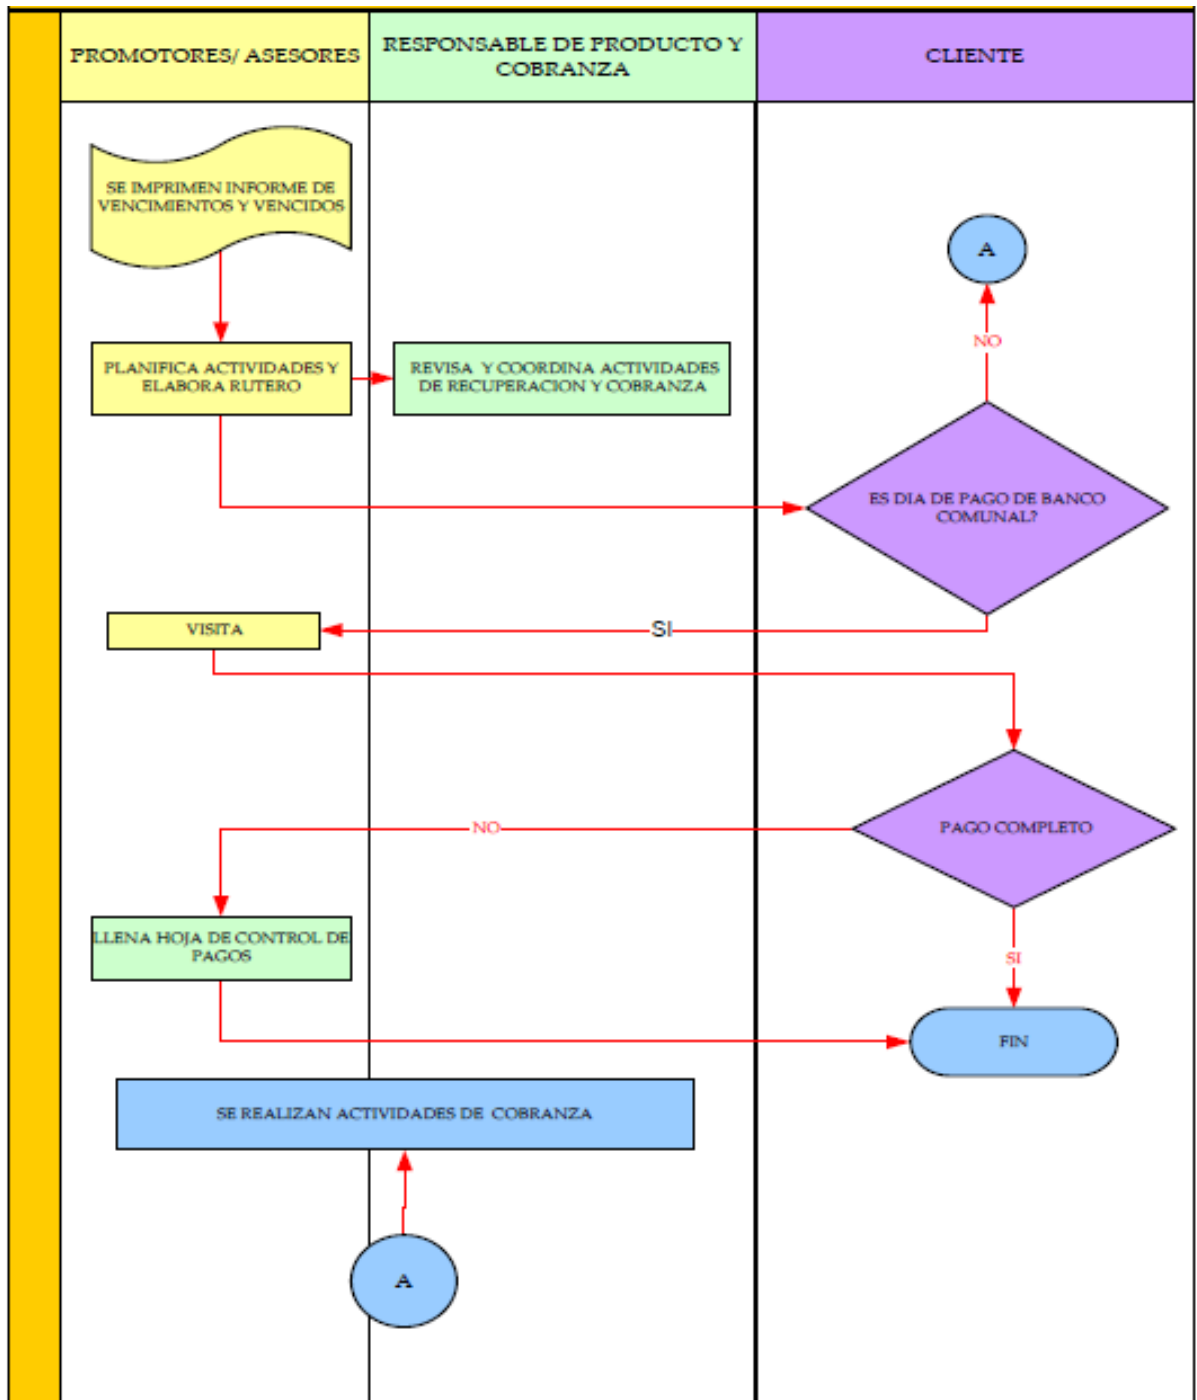 PROMOTORES/ ASESORES
RESPONSABLE DE PRODUCTO Y
COBRANZA
CLIENTE
SE IMPRIMEN INFORME DE
VENCIMIENTOS Y VENCIDOS
A
NO
PLANIFICA ACTIVIDADES Y
ELABORA RUTERO
REVISA Y COORDINA ACTIVIDADES
DE RECUPERACION Y COBRANZA
ES DIA DE PAGO DE BANCO
COMUNAL?
VISITA
SI
PAGO COMPLETO
NO
LLENA HOJA DE CONTROL DE
PAGOS
SI
FIN
SE REALIZAN ACTIVIDADES DE COBRANZA
A